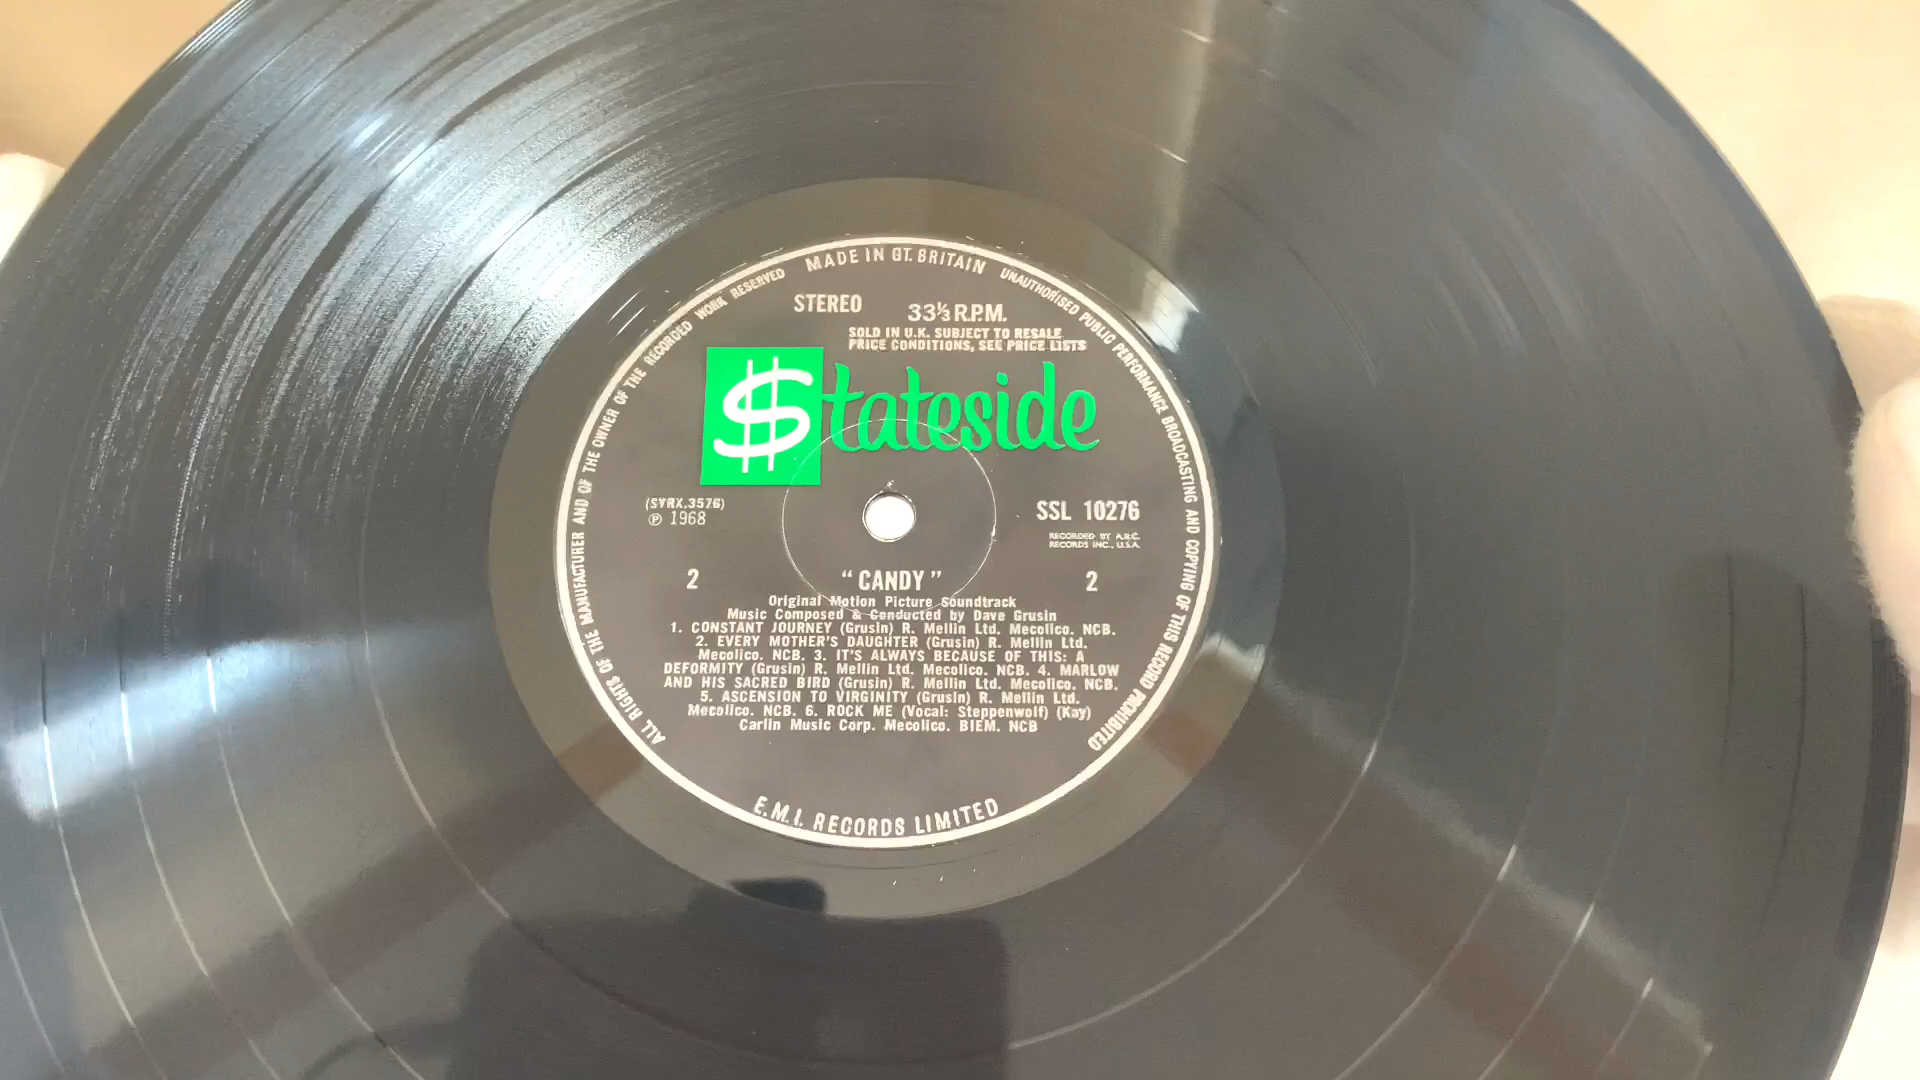 MADE IN GT. BRITAIN
UNAUTHORISED PUBLIC PERFORMANCE BROADCASTING AND COPYING OF THIS RECORD PROHIBITED
ALL RIGHTS OF THE MANUFACTURER AND OF THE OWNER OF THE RECORDED WORK RESERVED
STEREO 33⅓ R.P.M.
SOLD IN U.K. SUBJECT TO RESALE
PRICE CONDITIONS, SEE PRICE LISTS
$tateside
(SYRX.3576)
℗ 1968
SSL 10276
RECORDED BY A.B.C.
RECORDS INC., U.S.A.
2 "CANDY" 2
Original Motion Picture Soundtrack
Music Composed & Conducted by Dave Grusin
1. CONSTANT JOURNEY (Grusin) R. Mellin Ltd. Mecolico. NCB.
2. EVERY MOTHER'S DAUGHTER (Grusin) R. Mellin Ltd.
Mecolico. NCB. 3. IT'S ALWAYS BECAUSE OF THIS: A
DEFORMITY (Grusin) R. Mellin Ltd. Mecolico. NCB. 4. MARLOW
AND HIS SACRED BIRD (Grusin) R. Mellin Ltd. Mecolico. NCB.
5. ASCENSION TO VIRGINITY (Grusin) R. Mellin Ltd.
Mecolico. NCB. 6. ROCK ME (Vocal: Steppenwolf) (Kay)
Carlin Music Corp. Mecolico. BIEM. NCB
E.M.I. RECORDS LIMITED